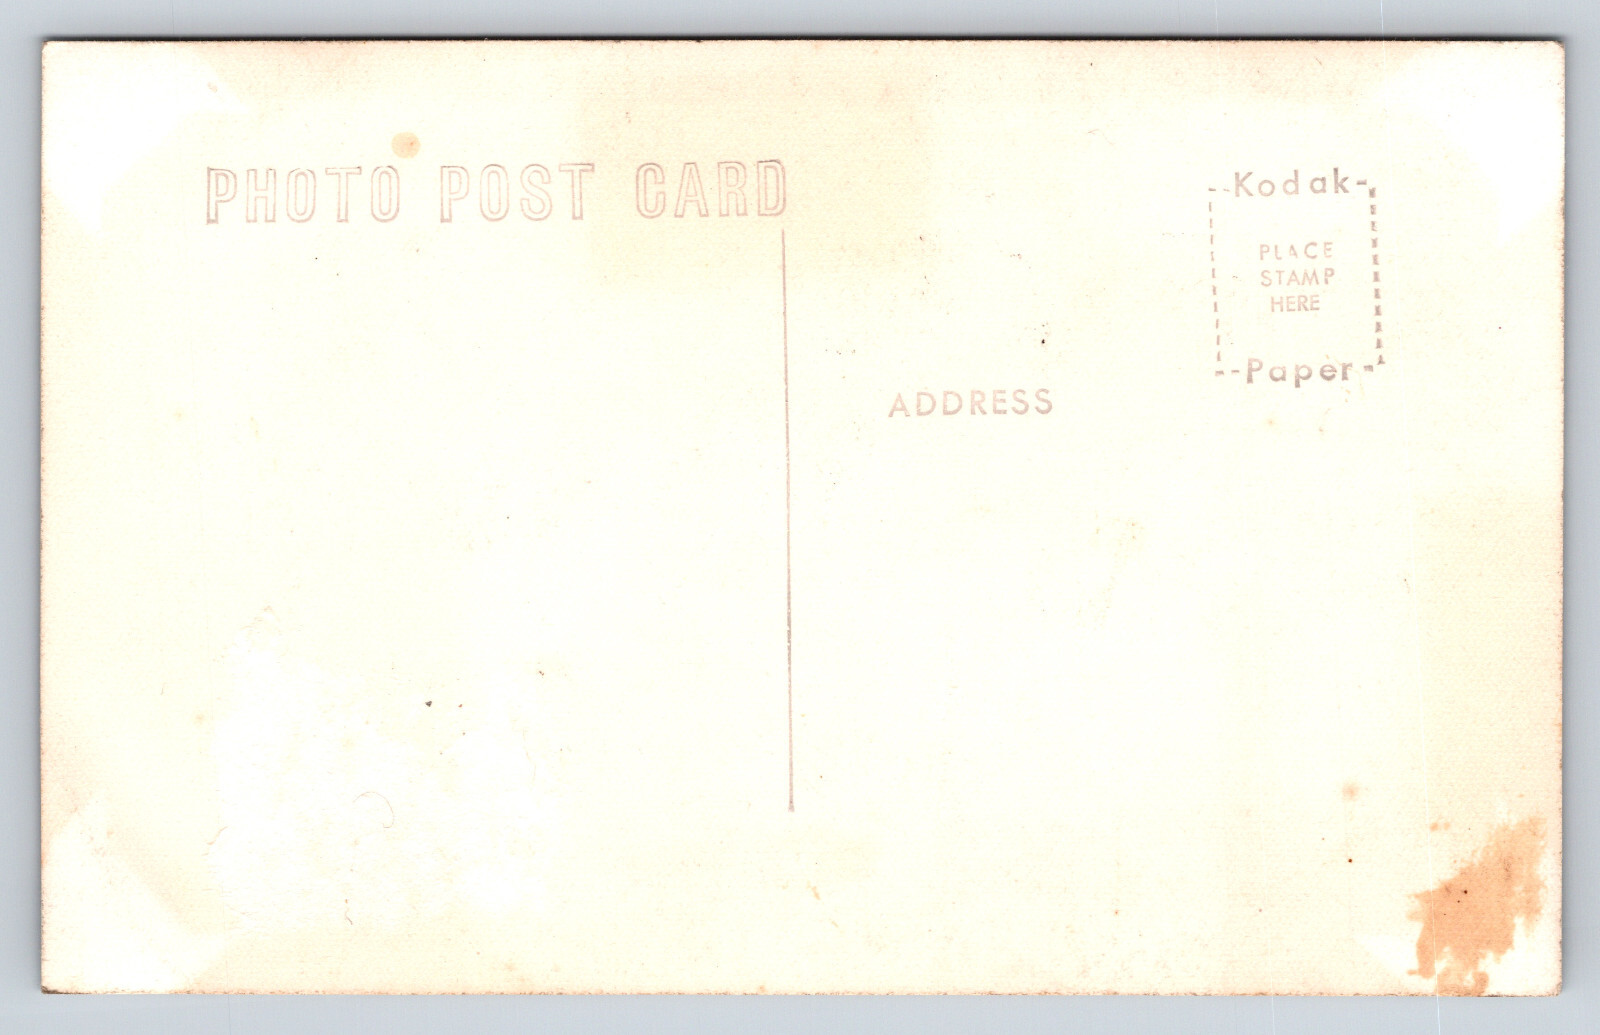 PHOTO POST CARD
Kodak
PLACE
STAMP
HERE
Paper
ADDRESS